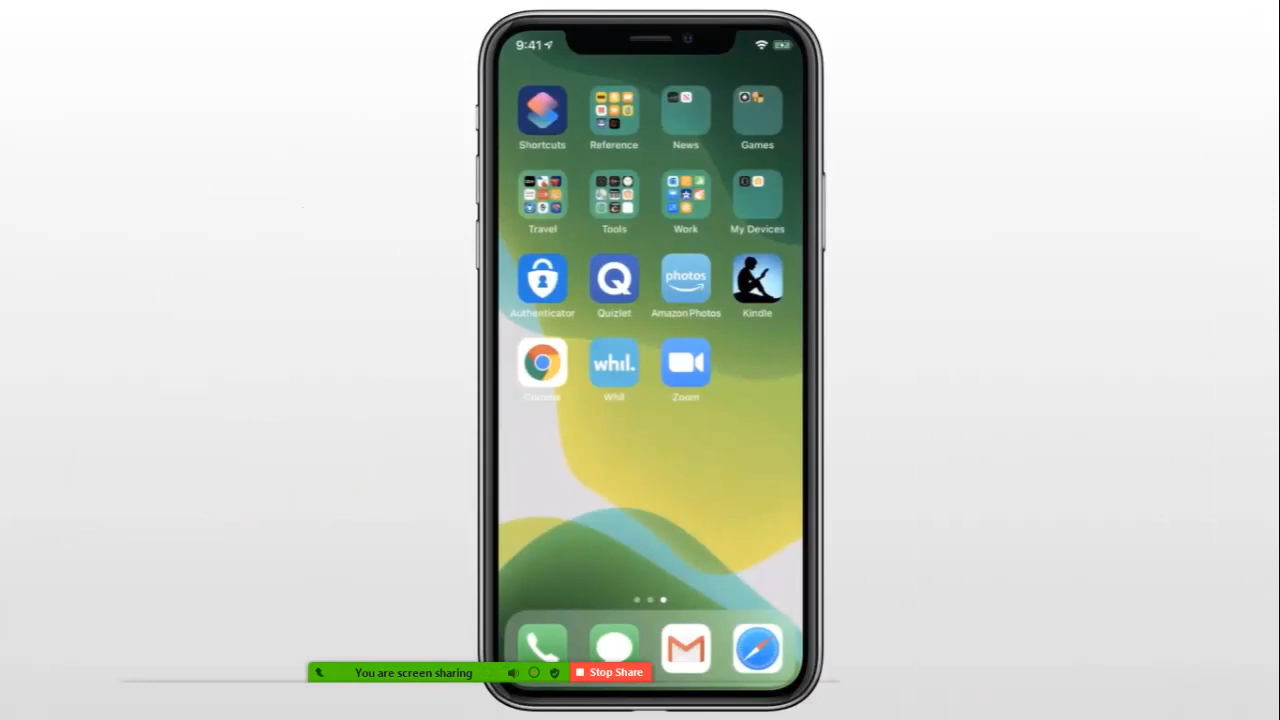 9:41
Shortcuts Reference News Games
Travel Tools Work My Devices
photos
Authenticator Quizlet Amazon Photos Kindle
whil.
Chrome Whil Zoom
You are screen sharing Stop Share